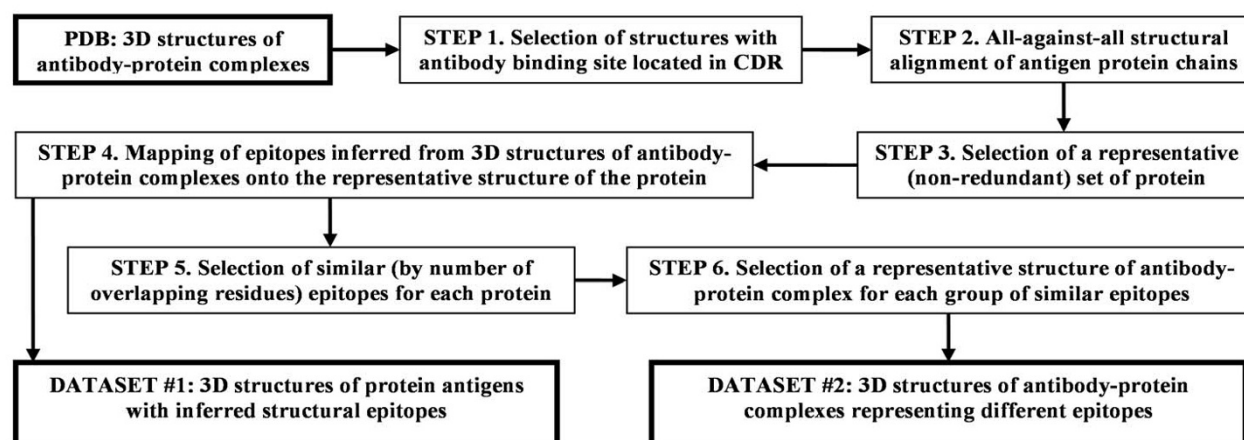 PDB: 3D structures of
antibody-protein complexes
STEP 1. Selection of structures with
antibody binding site located in CDR
STEP 2. All-against-all structural
alignment of antigen protein chains
STEP 3. Selection of a representative
(non-redundant) set of protein
STEP 4. Mapping of epitopes inferred from 3D structures of antibody-
protein complexes onto the representative structure of the protein
STEP 5. Selection of similar (by number of
overlapping residues) epitopes for each protein
STEP 6. Selection of a representative structure of antibody-
protein complex for each group of similar epitopes
DATASET #1: 3D structures of protein antigens
with inferred structural epitopes
DATASET #2: 3D structures of antibody-protein
complexes representing different epitopes